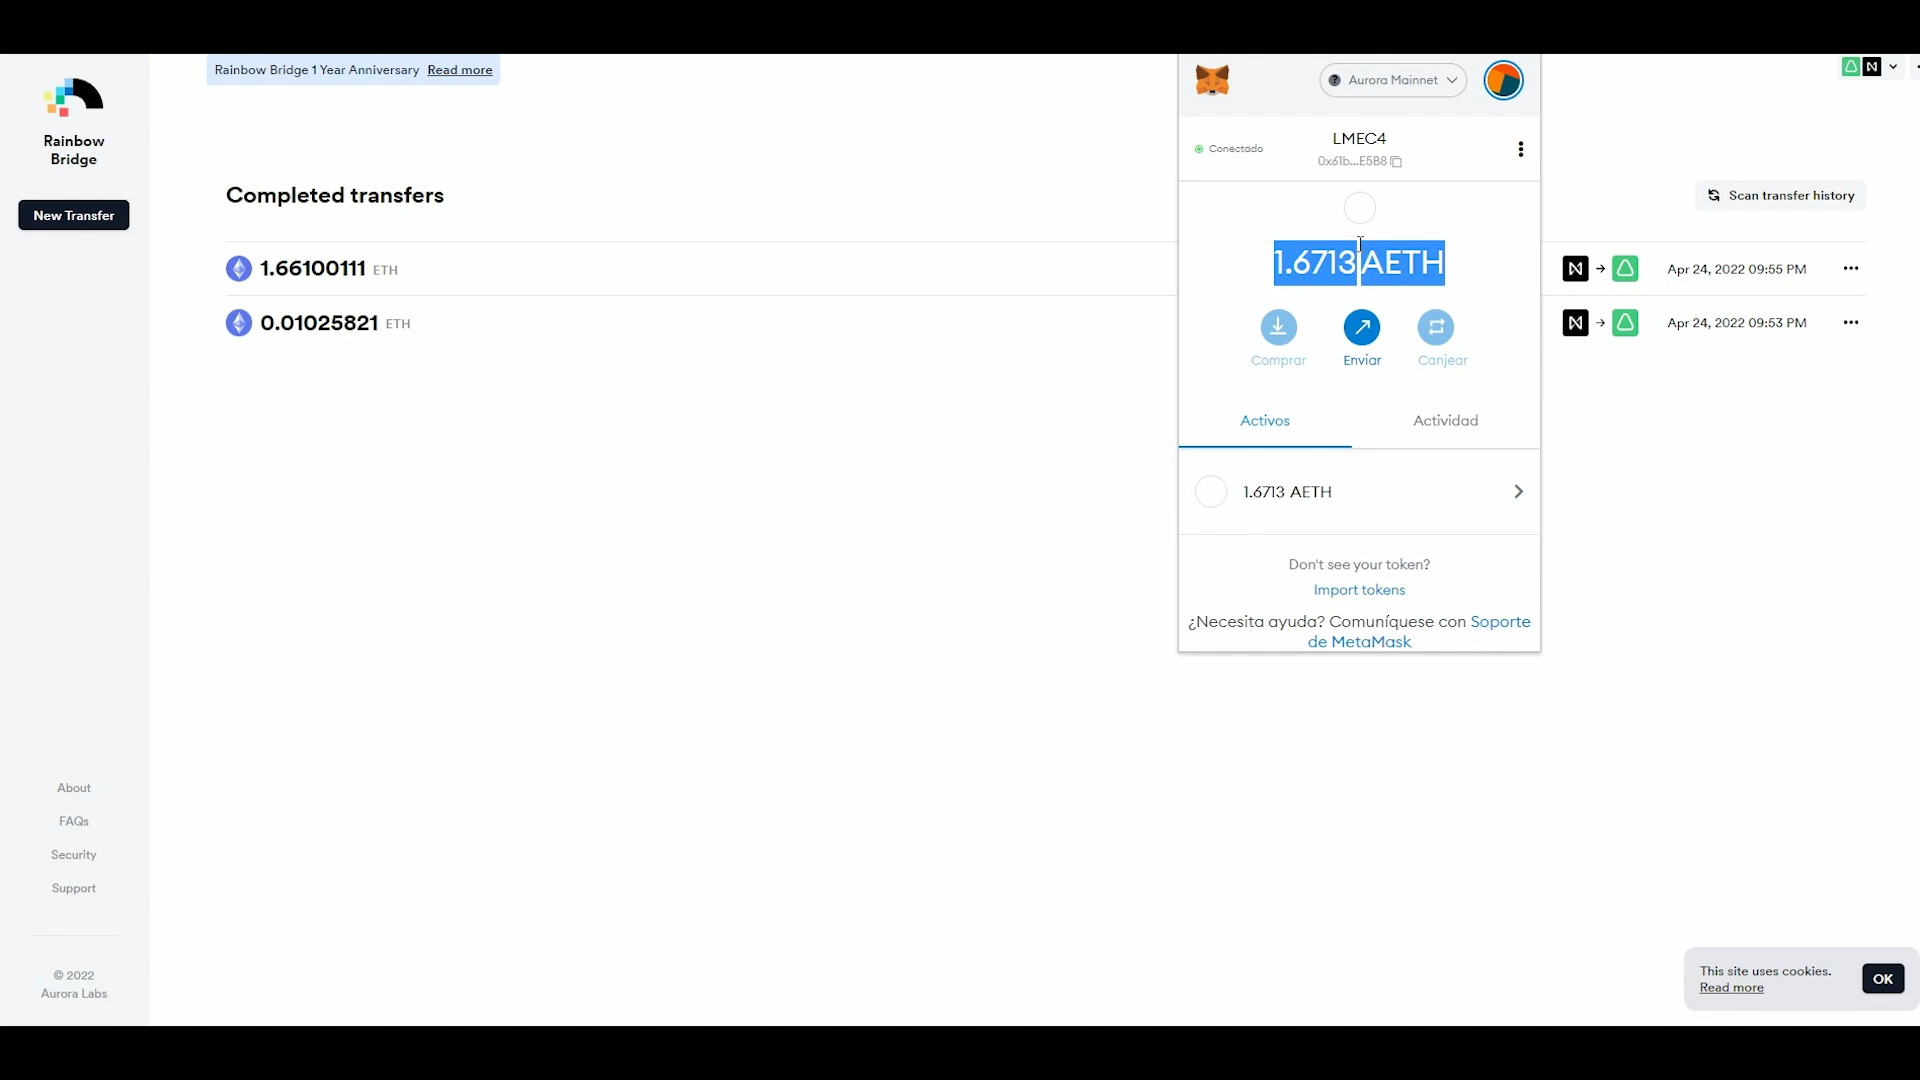 Rainbow Bridge 1 Year Anniversary Read more
Rainbow
Bridge
New Transfer
Completed transfers
Scan transfer history
1.66100111 ETH
Apr 24, 2022 09:55 PM
0.01025821 ETH
Apr 24, 2022 09:53 PM
Aurora Mainnet
Conectado
LMEC4
0x61b...E5B8
1.6713 AETH
Comprar
Enviar
Canjear
Activos
Actividad
1.6713 AETH
Don't see your token?
Import tokens
¿Necesita ayuda? Comuníquese con Soporte
de MetaMask
About
FAQs
Security
Support
© 2022
Aurora Labs
This site uses cookies.
Read more
OK